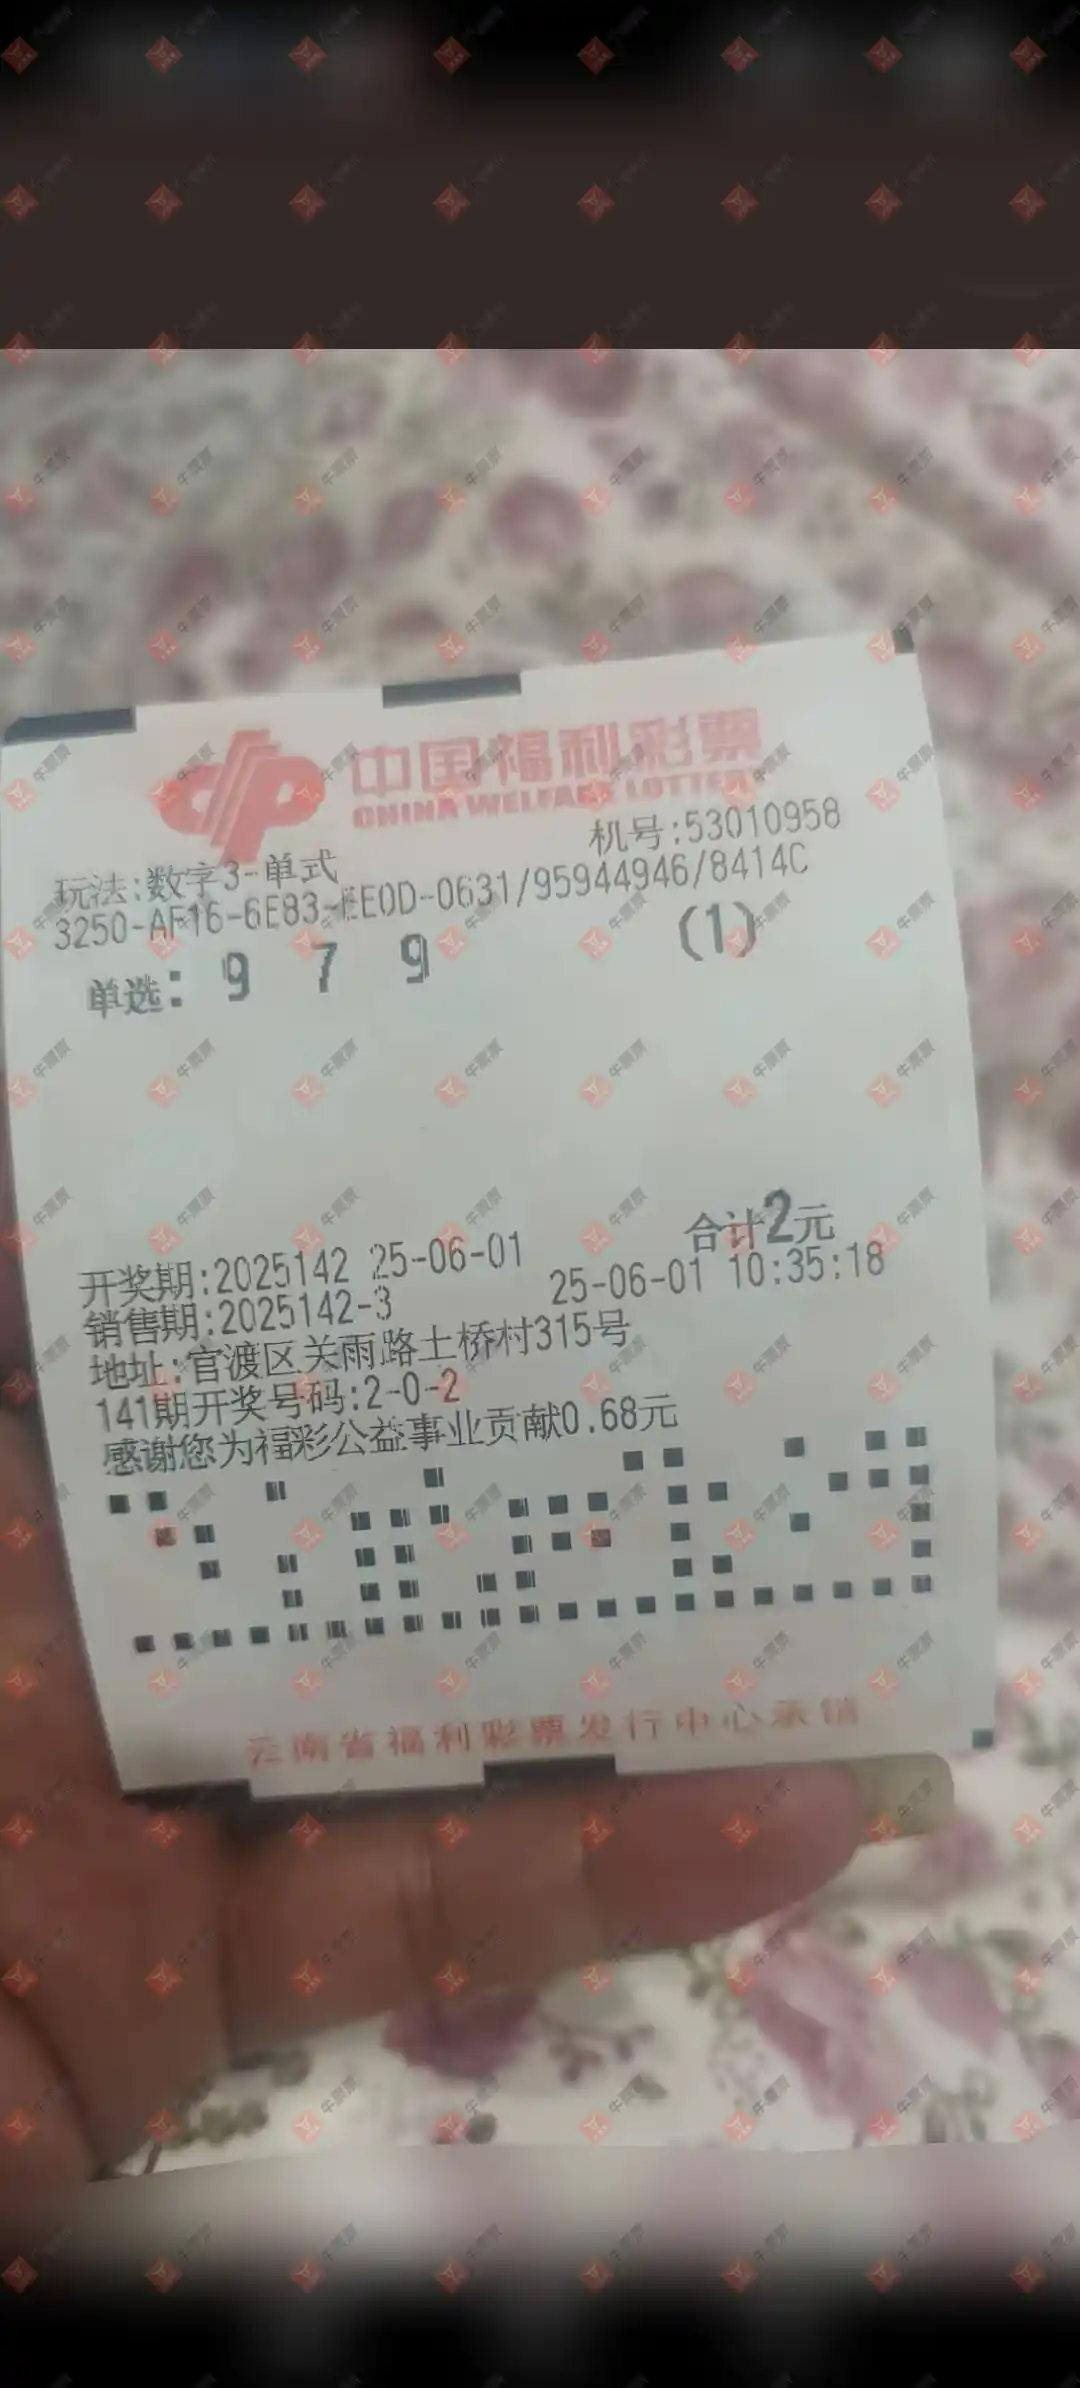 中国福利彩票
CHINA WELFARE LOTTERY
机号:53010958
玩法:数字3-单式
3250-AF16-6E83-EE0D-0631/95944946/8414C
单选: 9 7 9 (1)
合计2元
开奖期:2025142 25-06-01
销售期:2025142-3 25-06-01 10:35:18
地址:官渡区关雨路土桥村315号
141期开奖号码:2-0-2
感谢您为福彩公益事业贡献0.68元
云南省福利彩票发行中心承销
牛票票